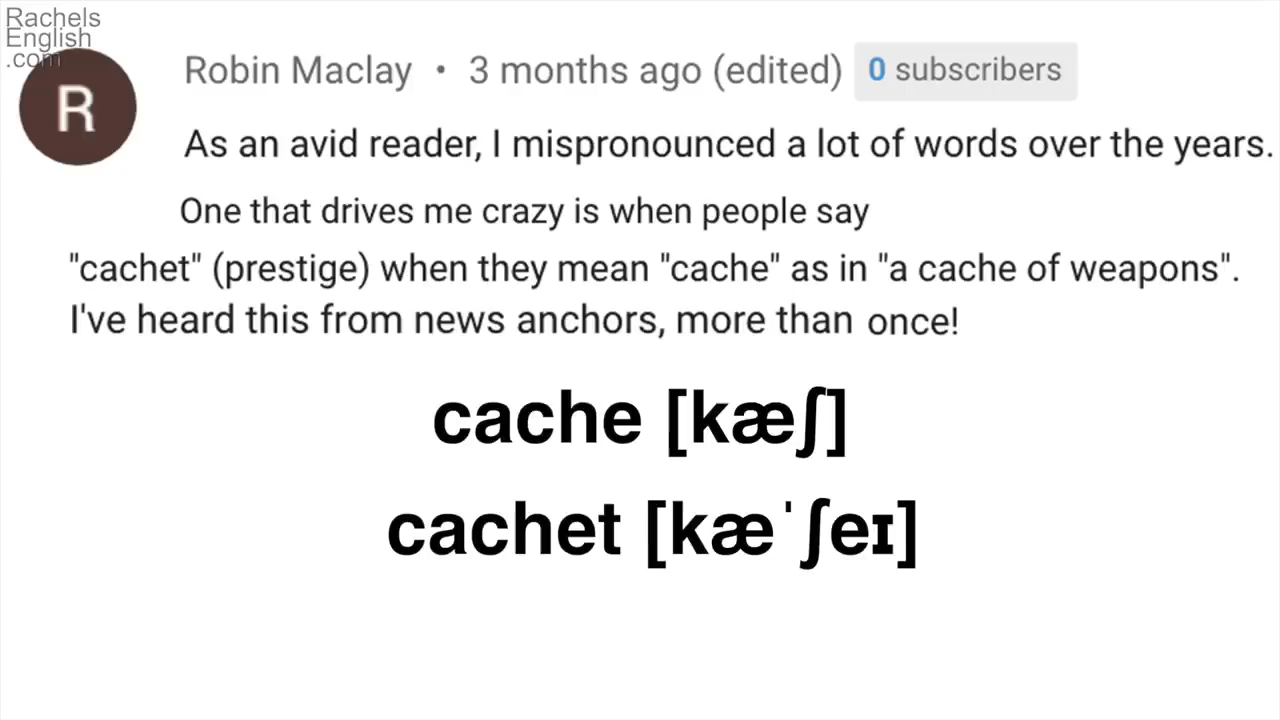 Rachels
English
.com
R
Robin Maclay • 3 months ago (edited) 0 subscribers
As an avid reader, I mispronounced a lot of words over the years.
One that drives me crazy is when people say
"cachet" (prestige) when they mean "cache" as in "a cache of weapons".
I've heard this from news anchors, more than once!
cache [kæʃ]
cachet [kæˈʃeɪ]